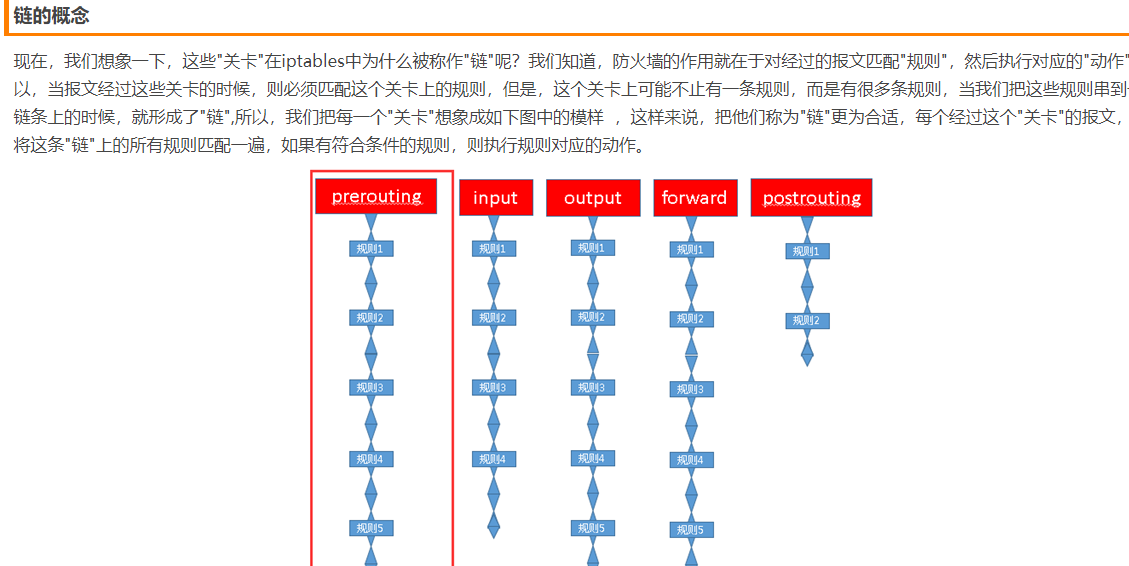 链的概念
现在，我们想象一下，这些"关卡"在iptables中为什么被称作"链"呢？我们知道，防火墙的作用就在于对经过的报文匹配"规则"，然后执行对应的"动作"
以，当报文经过这些关卡的时候，则必须匹配这个关卡上的规则，但是，这个关卡上可能不止有一条规则，而是有很多条规则，当我们把这些规则串到
链条上的时候，就形成了"链",所以，我们把每一个"关卡"想象成如下图中的模样 ，这样来说，把他们称为"链"更为合适，每个经过这个"关卡"的报文，
将这条"链"上的所有规则匹配一遍，如果有符合条件的规则，则执行规则对应的动作。
prerouting input output forward postrouting
规则1 规则1 规则1 规则1 规则1
规则2 规则2 规则2 规则2 规则2
规则3 规则3 规则3 规则3
规则4 规则4 规则4 规则4
规则5 规则5 规则5